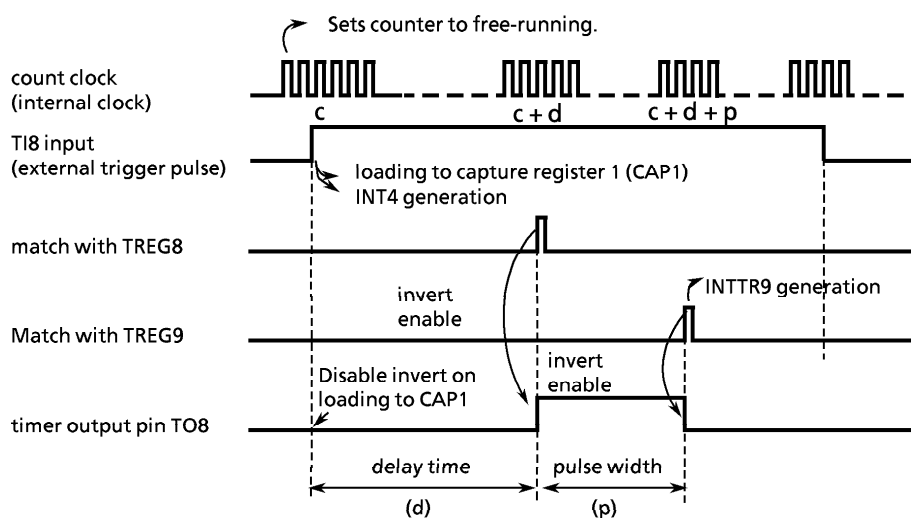 Sets counter to free-running.
count clock
(internal clock)
c
c + d
c + d + p
TI8 input
(external trigger pulse)
loading to capture register 1 (CAP1)
INT4 generation
match with TREG8
INTTR9 generation
invert
enable
Match with TREG9
invert
enable
Disable invert on
loading to CAP1
timer output pin TO8
delay time
pulse width
(d)
(p)